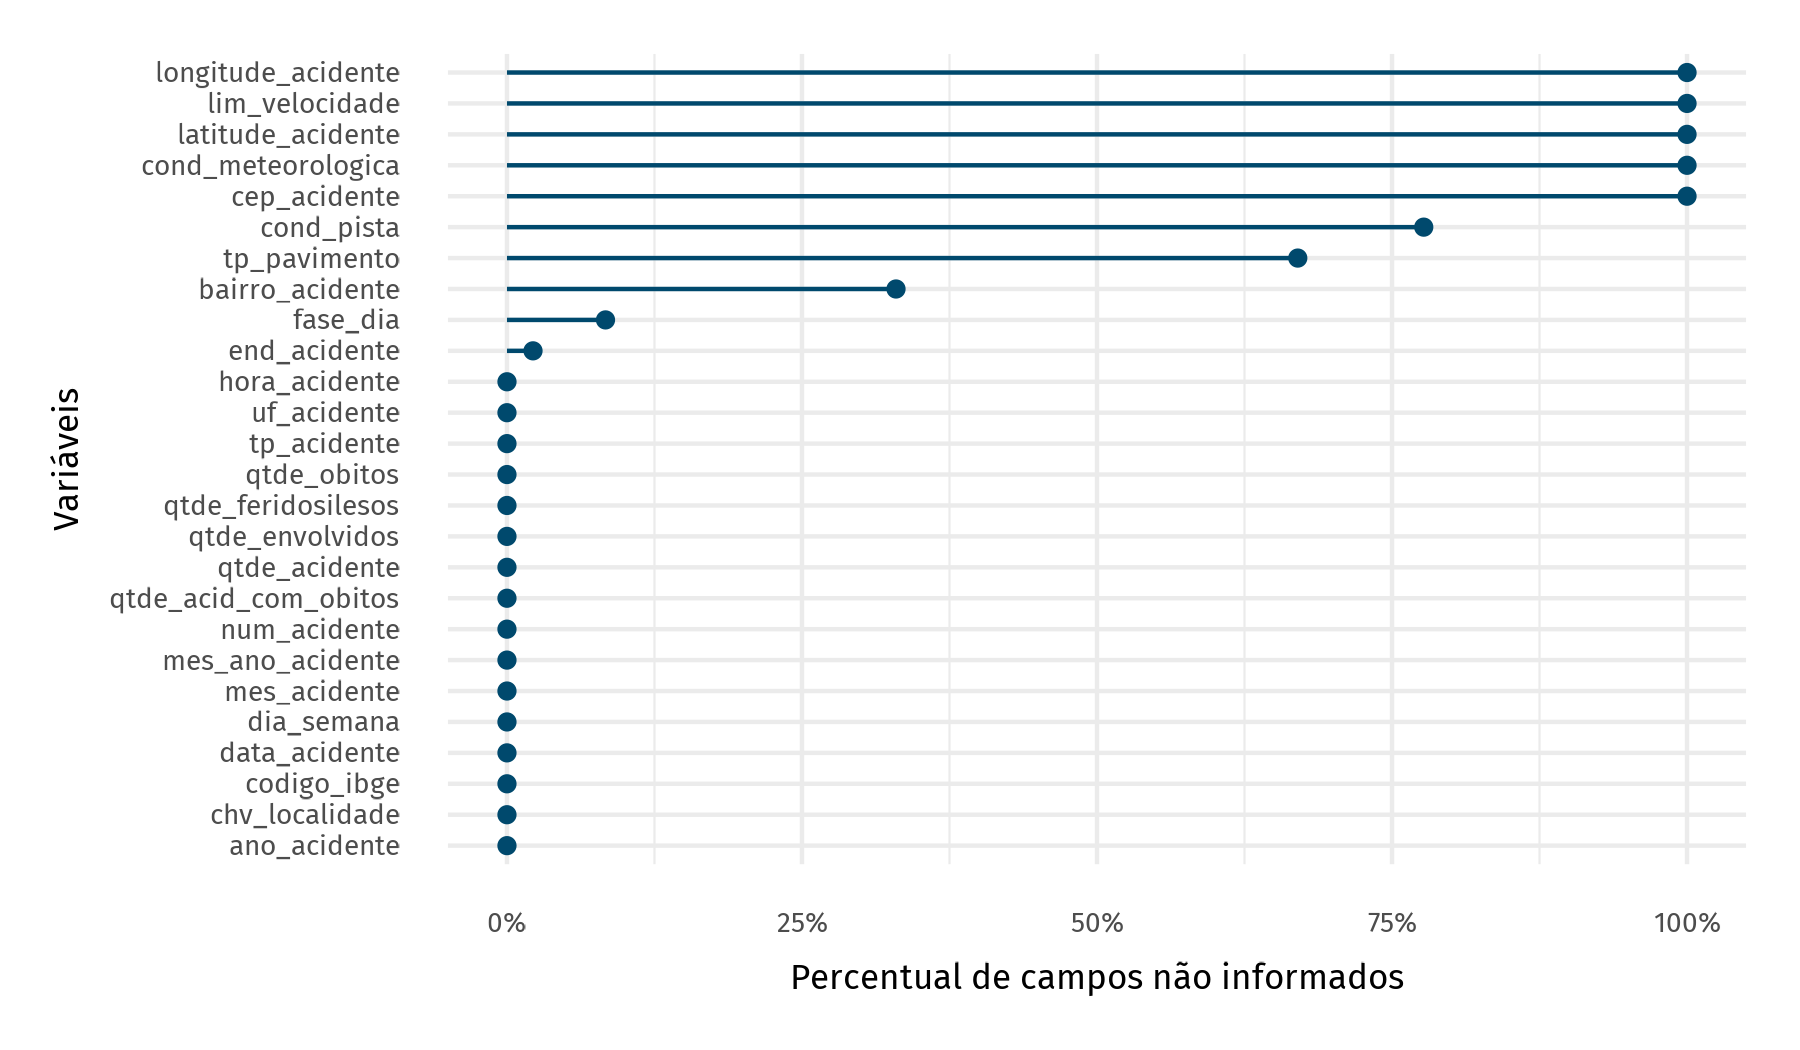 longitude_acidente
lim_velocidade
latitude_acidente
cond_meteorologica
cep_acidente
cond_pista
tp_pavimento
bairro_acidente
fase_dia
end_acidente
hora_acidente
uf_acidente
tp_acidente
qtde_obitos
qtde_feridosilesos
qtde_envolvidos
qtde_acidente
qtde_acid_com_obitos
num_acidente
mes_ano_acidente
mes_acidente
dia_semana
data_acidente
codigo_ibge
chv_localidade
ano_acidente
Variáveis
0% 25% 50% 75% 100%
Percentual de campos não informados